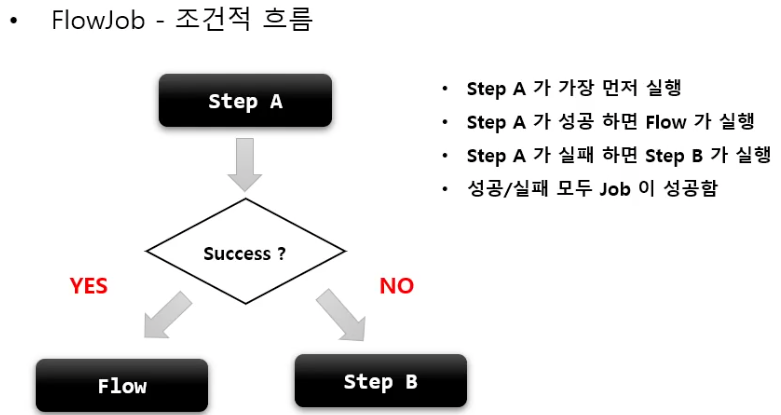 • FlowJob - 조건적 흐름
Step A
Success ?
YES
NO
Flow
Step B
• Step A 가 가장 먼저 실행
• Step A 가 성공 하면 Flow 가 실행
• Step A 가 실패 하면 Step B 가 실행
• 성공/실패 모두 Job 이 성공함